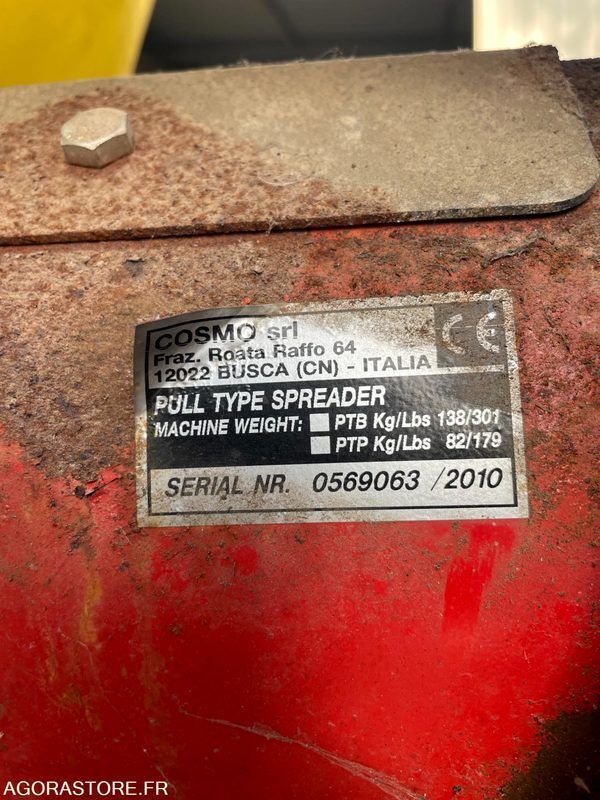 COSMO srl
Fraz. Roata Raffo 64
12022 BUSCA (CN) - ITALIA
CE
PULL TYPE SPREADER
MACHINE WEIGHT: PTB Kg/Lbs 138/301
PTP Kg/Lbs 82/179
SERIAL NR. 0569063 /2010
AGORASTORE.FR